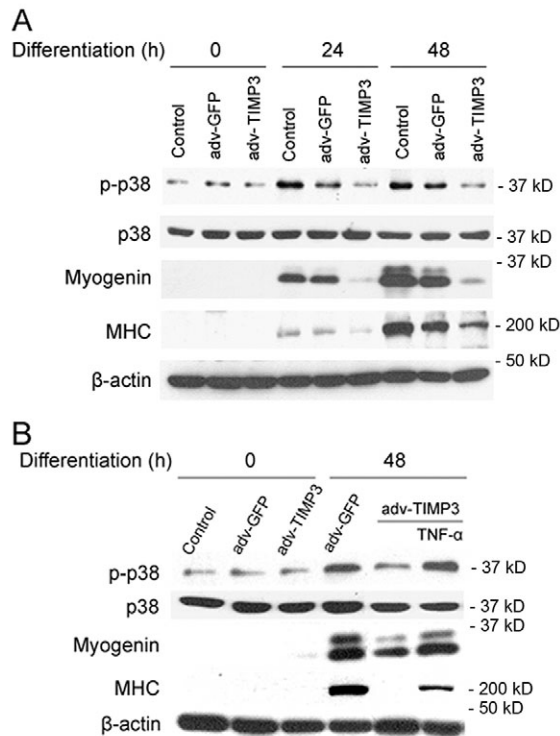 A
Differentiation (h) 0 24 48
Control adv-GFP adv-TIMP3 Control adv-GFP adv-TIMP3 Control adv-GFP adv-TIMP3
p-p38 - 37 kD
p38 - 37 kD
- 37 kD
Myogenin
MHC - 200 kD
- 50 kD
β-actin
B
Differentiation (h) 0 48
Control adv-GFP adv-TIMP3 adv-GFP adv-TIMP3
TNF-α
p-p38 - 37 kD
p38 - 37 kD
- 37 kD
Myogenin
MHC - 200 kD
- 50 kD
β-actin